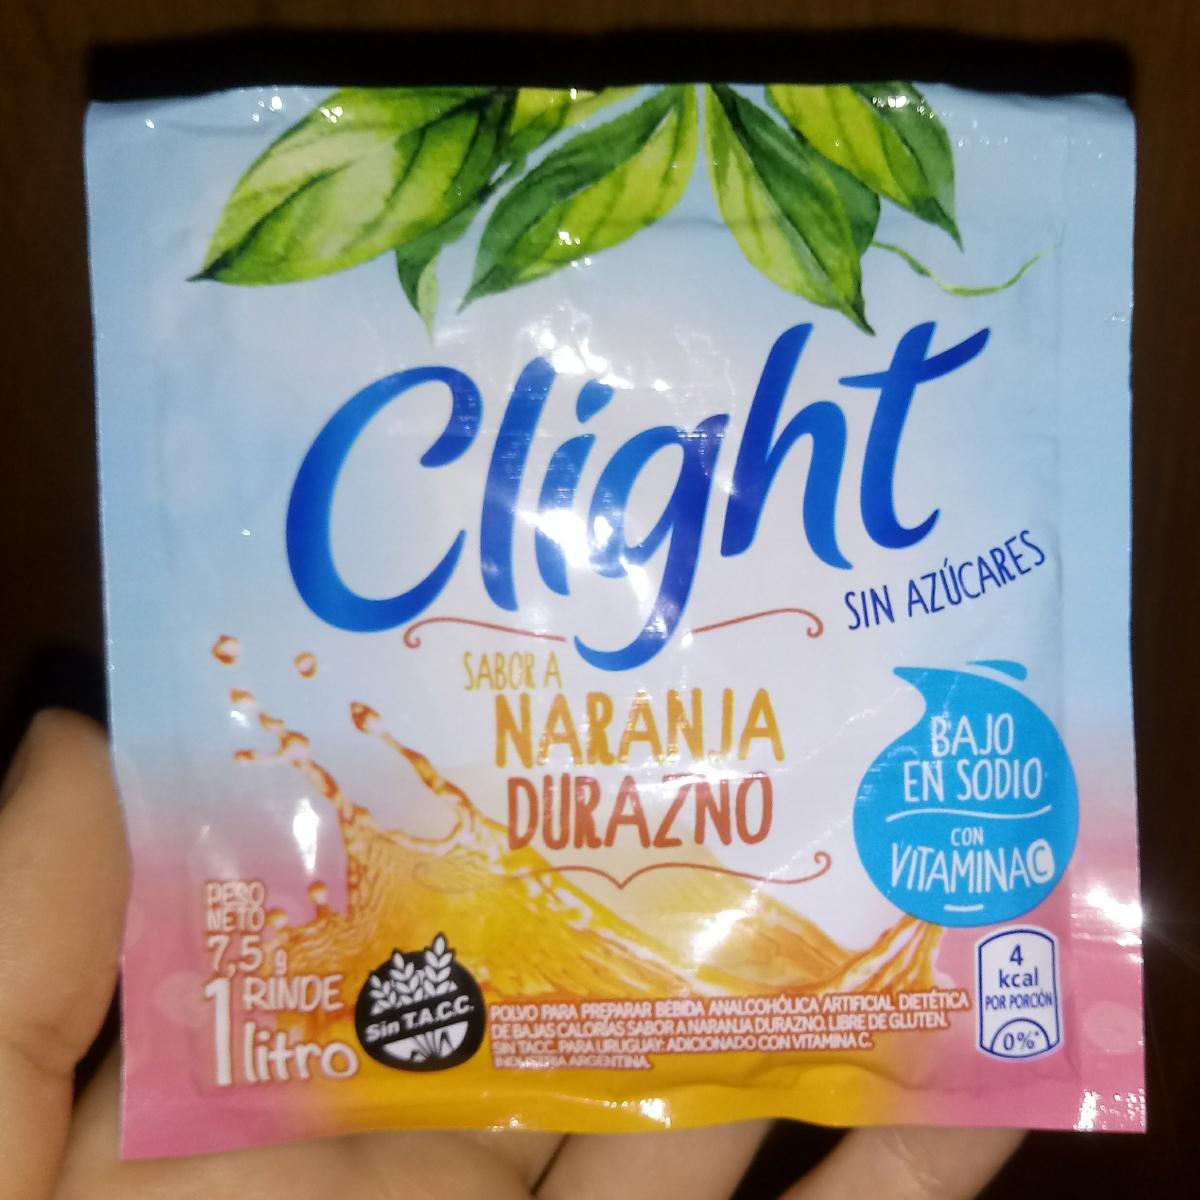 Clight
SIN AZÚCARES
SABOR A
NARANJA
DURAZNO
BAJO
EN SODIO
CON
VITAMINA C
PESO
NETO
7,5 g
RINDE
1 litro
Sin T.A.C.C.
POLVO PARA PREPARAR BEBIDA ANALCOHÓLICA ARTIFICIAL DIETÉTICA
DE BAJAS CALORÍAS SABOR A NARANJA DURAZNO. LIBRE DE GLUTEN.
SIN TACC. PARA URUGUAY: ADICIONADO CON VITAMINA C.
INDUSTRIA ARGENTINA.
4
kcal
POR PORCIÓN
0%*